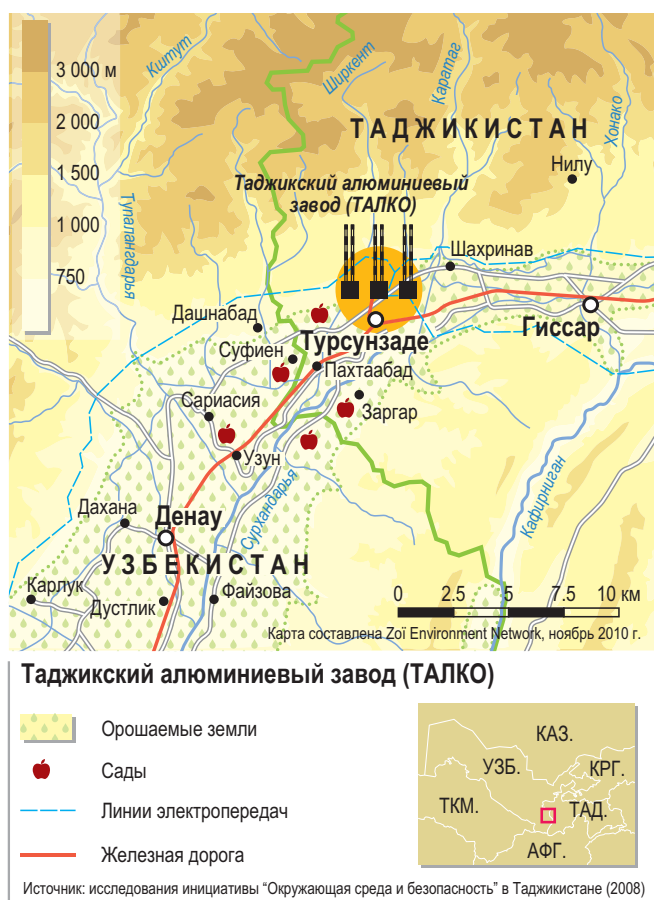 3 000 м
2 000
1 500
1 000
750
Кштут
Ширкент
Каратаг
Хонако
Тупалангдарья
ТАДЖИКИСТАН
Нилу
Таджикский алюминиевый
завод (ТАЛКО)
Шахринав
Дашнабад
Турсунзаде
Гиссар
Суфиен
Пахтаабад
Сариасия
Заргар
Узун
Сурхандарья
Кафирниган
Дахана
Денау
УЗБЕКИСТАН
Карлук
Дустлик
Файзова
0 2.5 5 7.5 10 км
Карта составлена Zoï Environment Network, ноябрь 2010 г.
Таджикский алюминиевый завод (ТАЛКО)
Орошаемые земли
Сады
Линии электропередач
Железная дорога
КАЗ.
УЗБ.
КРГ.
ТКМ.
ТАД.
АФГ.
Источник: исследования инициативы “Окружающая среда и безопасность” в Таджикистане (2008)